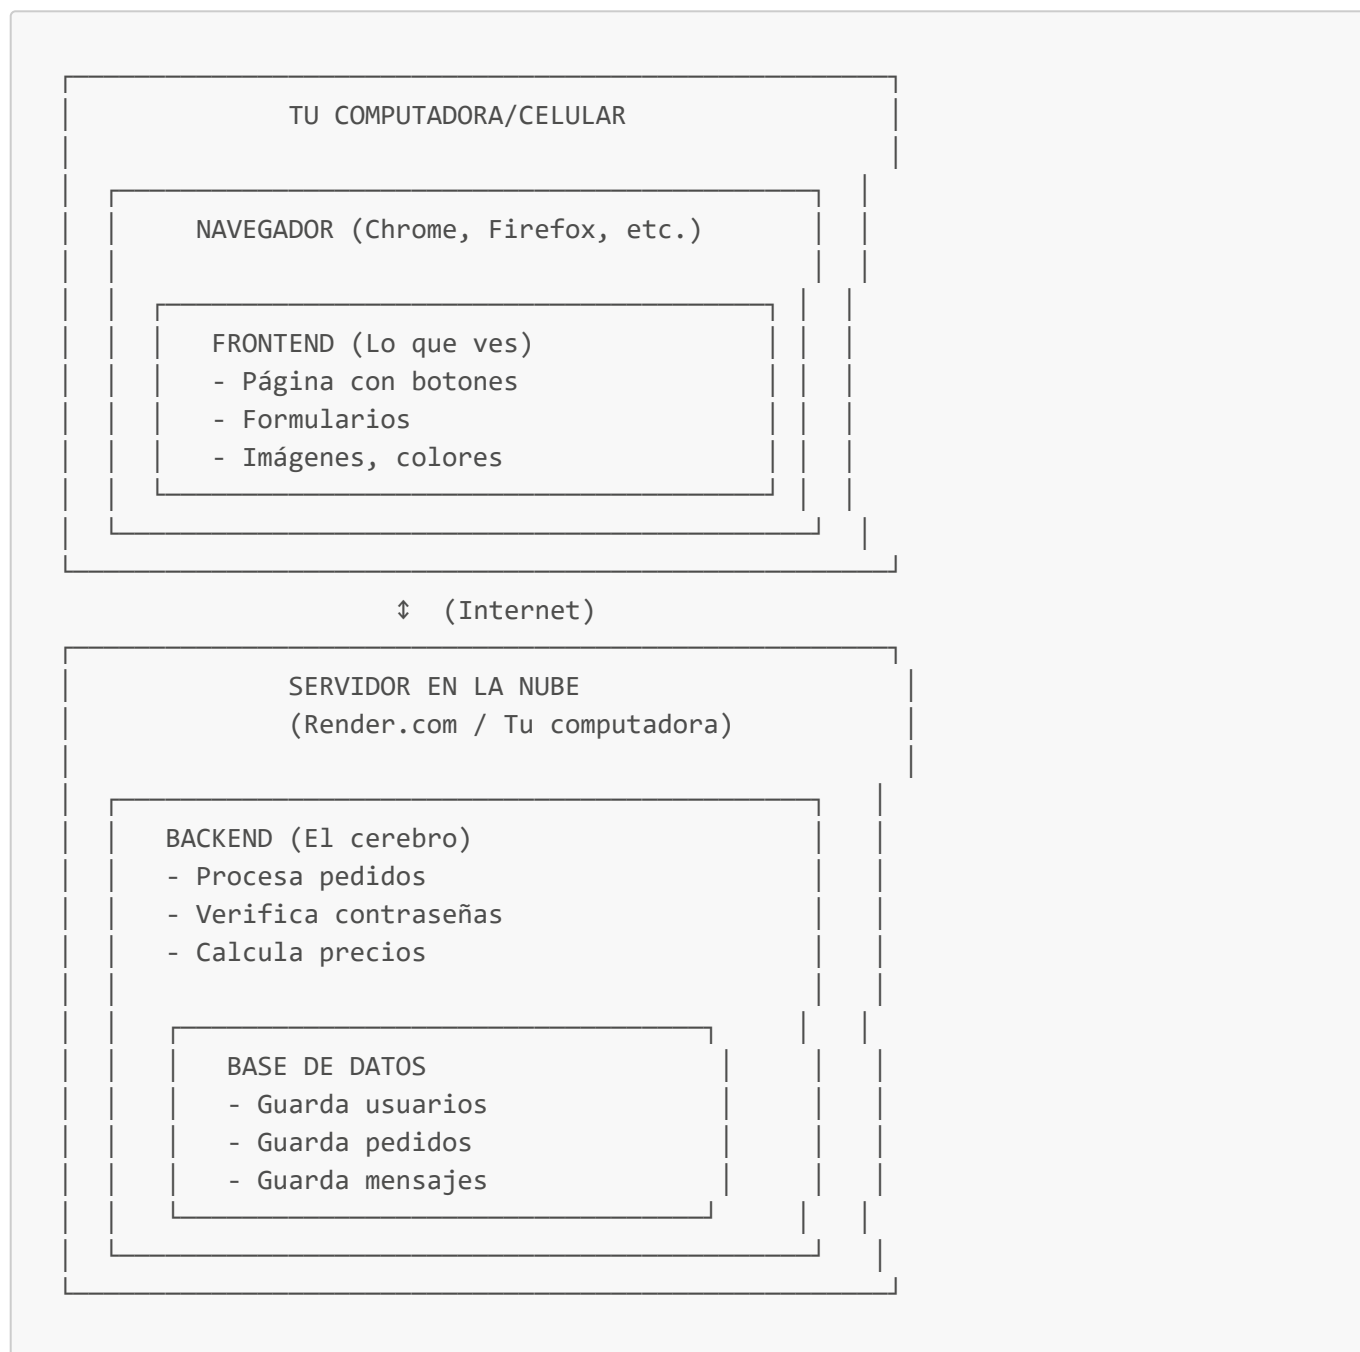 TU COMPUTADORA/CELULAR
NAVEGADOR (Chrome, Firefox, etc.)
FRONTEND (Lo que ves)
- Página con botones
- Formularios
- Imágenes, colores
↕ (Internet)
SERVIDOR EN LA NUBE
(Render.com / Tu computadora)
BACKEND (El cerebro)
- Procesa pedidos
- Verifica contraseñas
- Calcula precios
BASE DE DATOS
- Guarda usuarios
- Guarda pedidos
- Guarda mensajes